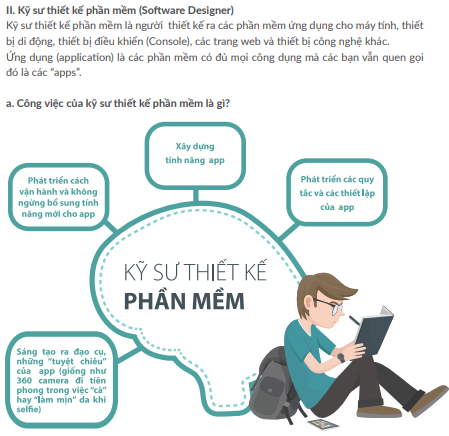 II. Kỹ sư thiết kế phần mềm (Software Designer)
Kỹ sư thiết kế phần mềm là người thiết kế ra các phần mềm ứng dụng cho máy tính, thiết
bị di động, thiết bị điều khiển (Console), các trang web và thiết bị công nghệ khác.
Ứng dụng (application) là các phần mềm có đủ mọi công dụng mà các bạn vẫn quen gọi
đó là các “apps”.
a. Công việc của kỹ sư thiết kế phần mềm là gì?
Xây dựng
tính năng app
Phát triển cách
vận hành và không
ngừng bổ sung tính
năng mới cho app
Phát triển các quy
tắc và các thiết lập
của app
KỸ SƯ THIẾT KẾ
PHẦN MỀM
Sáng tạo ra đạo cụ,
những “tuyệt chiêu”
của app (giống như
360 camera đi tiên
phong trong việc “cà”
hay “làm mịn” da khi
selfie)